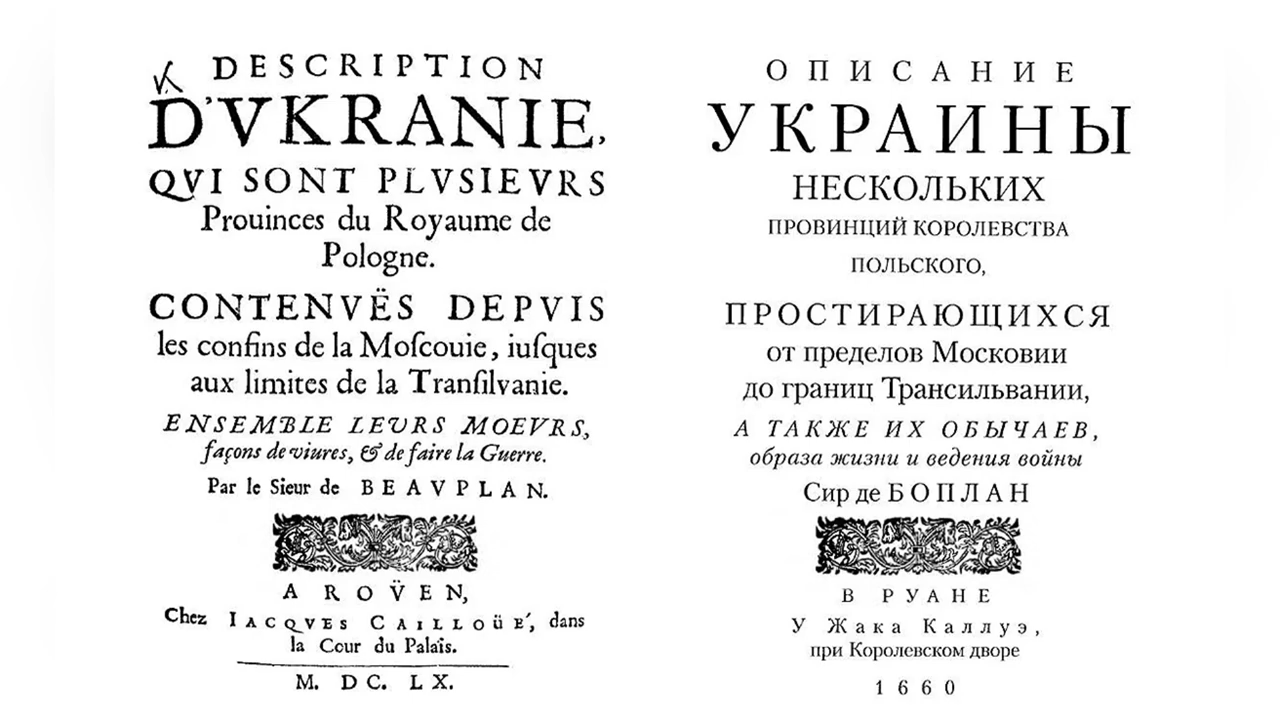 DESCRIPTION
D'VKRANIE,
QVI SONT PLVSIEVRS
Prouinces du Royaume de
Pologne.
CONTENVËS DEPVIS
les confins de la Moſcouie, iuſques
aux limites de la Tranſilvanie.
ENSEMBLE LEVRS MOEVRS,
façons de viures, & de faire la Guerre.
Par le Sieur de BEAVPLAN.
A ROÜEN,
Chez IACQVES CAILLOÜÉ, dans
la Cour du Palais.
M. DC. LX.
ОПИСАНИЕ
УКРАИНЫ
НЕСКОЛЬКИХ
ПРОВИНЦИЙ КОРОЛЕВСТВА
ПОЛЬСКОГО,
ПРОСТИРАЮЩИХСЯ
от пределов Московии
до границ Трансильвании,
А ТАКЖЕ ИХ ОБЫЧАЕВ,
образа жизни и ведения войны
Сир де БОПЛАН
В РУАНЕ
У Жака Каллуэ,
при Королевском дворе
1660